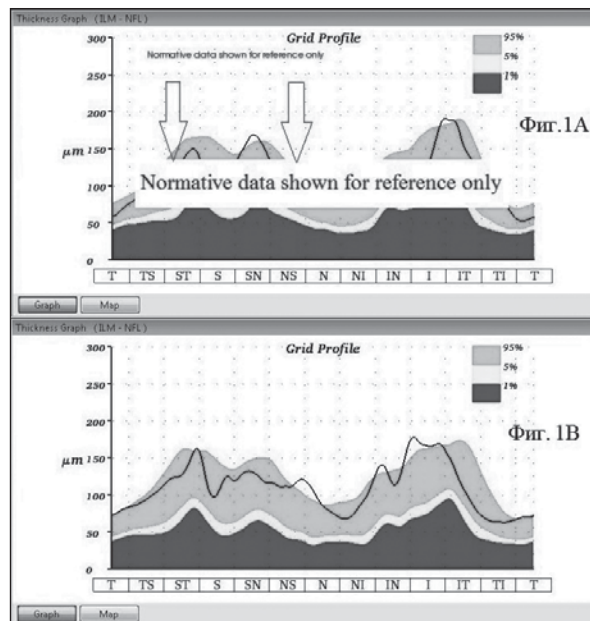 Thickness Graph ( ILM - NFL )
Grid Profile
300
95%
5%
1%
Normative data shown for reference only
250
200
Фиг.1А
150
μm
Normative data shown for reference only
100
50
0
T TS ST S SN NS N NI IN I IT TI T
Graph Map
Thickness Graph ( ILM - NFL )
Grid Profile
300
95%
5%
1%
250
200
Фиг. 1В
150
μm
100
50
0
T TS ST S SN NS N NI IN I IT TI T
Graph Map